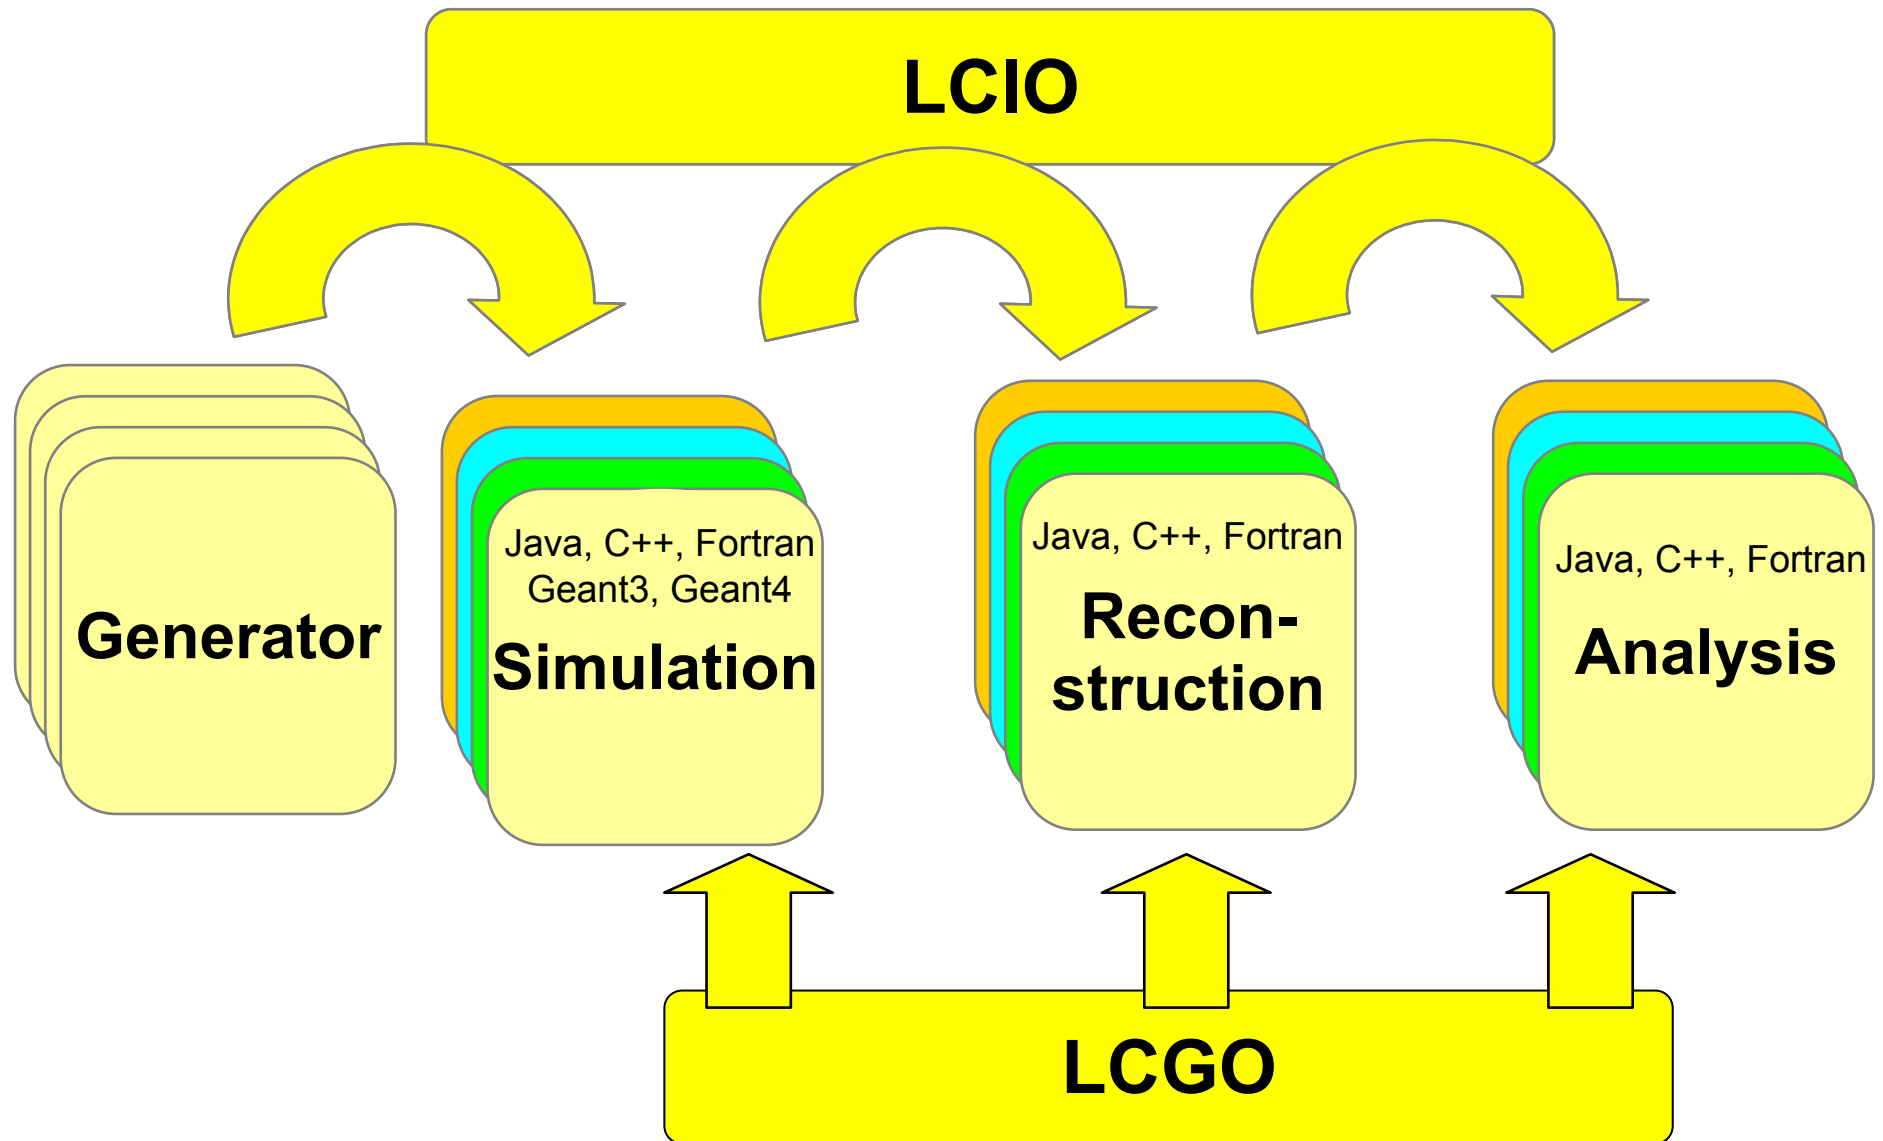 LCIO
Generator
Java, C++, Fortran
Geant3, Geant4
Simulation
Java, C++, Fortran
Recon-
struction
Java, C++, Fortran
Analysis
LCGO